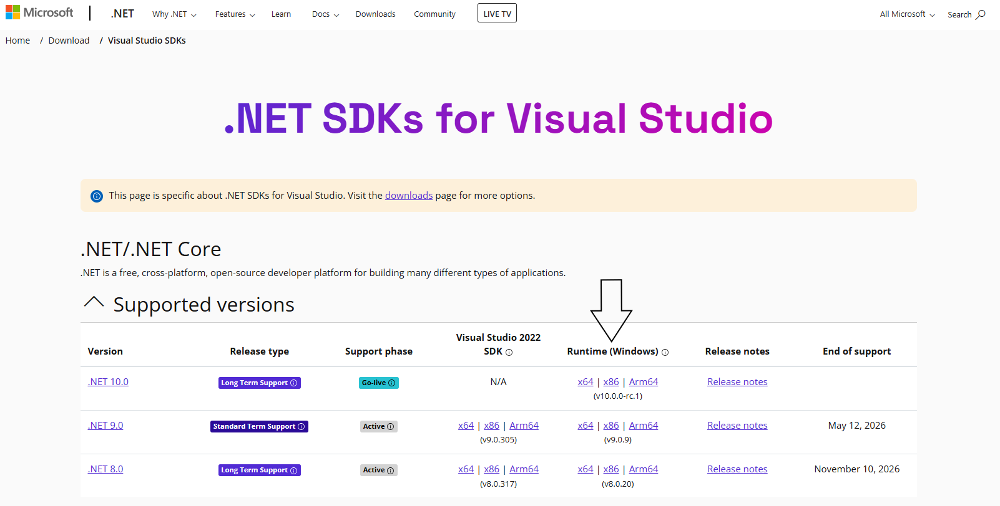 Microsoft .NET Why .NET Features Learn Docs Downloads Community LIVE TV All Microsoft Search
Home / Download / Visual Studio SDKs
.NET SDKs for Visual Studio
This page is specific about .NET SDKs for Visual Studio. Visit the downloads page for more options.
.NET/.NET Core
.NET is a free, cross-platform, open-source developer platform for building many different types of applications.
Supported versions
Version Release type Support phase Visual Studio 2022 SDK Runtime (Windows) Release notes End of support
.NET 10.0 Long Term Support Go-live N/A x64 | x86 | Arm64 Release notes
(v10.0.0-rc.1)
.NET 9.0 Standard Term Support Active x64 | x86 | Arm64 x64 | x86 | Arm64 Release notes May 12, 2026
(v9.0.305) (v9.0.9)
.NET 8.0 Long Term Support Active x64 | x86 | Arm64 x64 | x86 | Arm64 Release notes November 10, 2026
(v8.0.317) (v8.0.20)